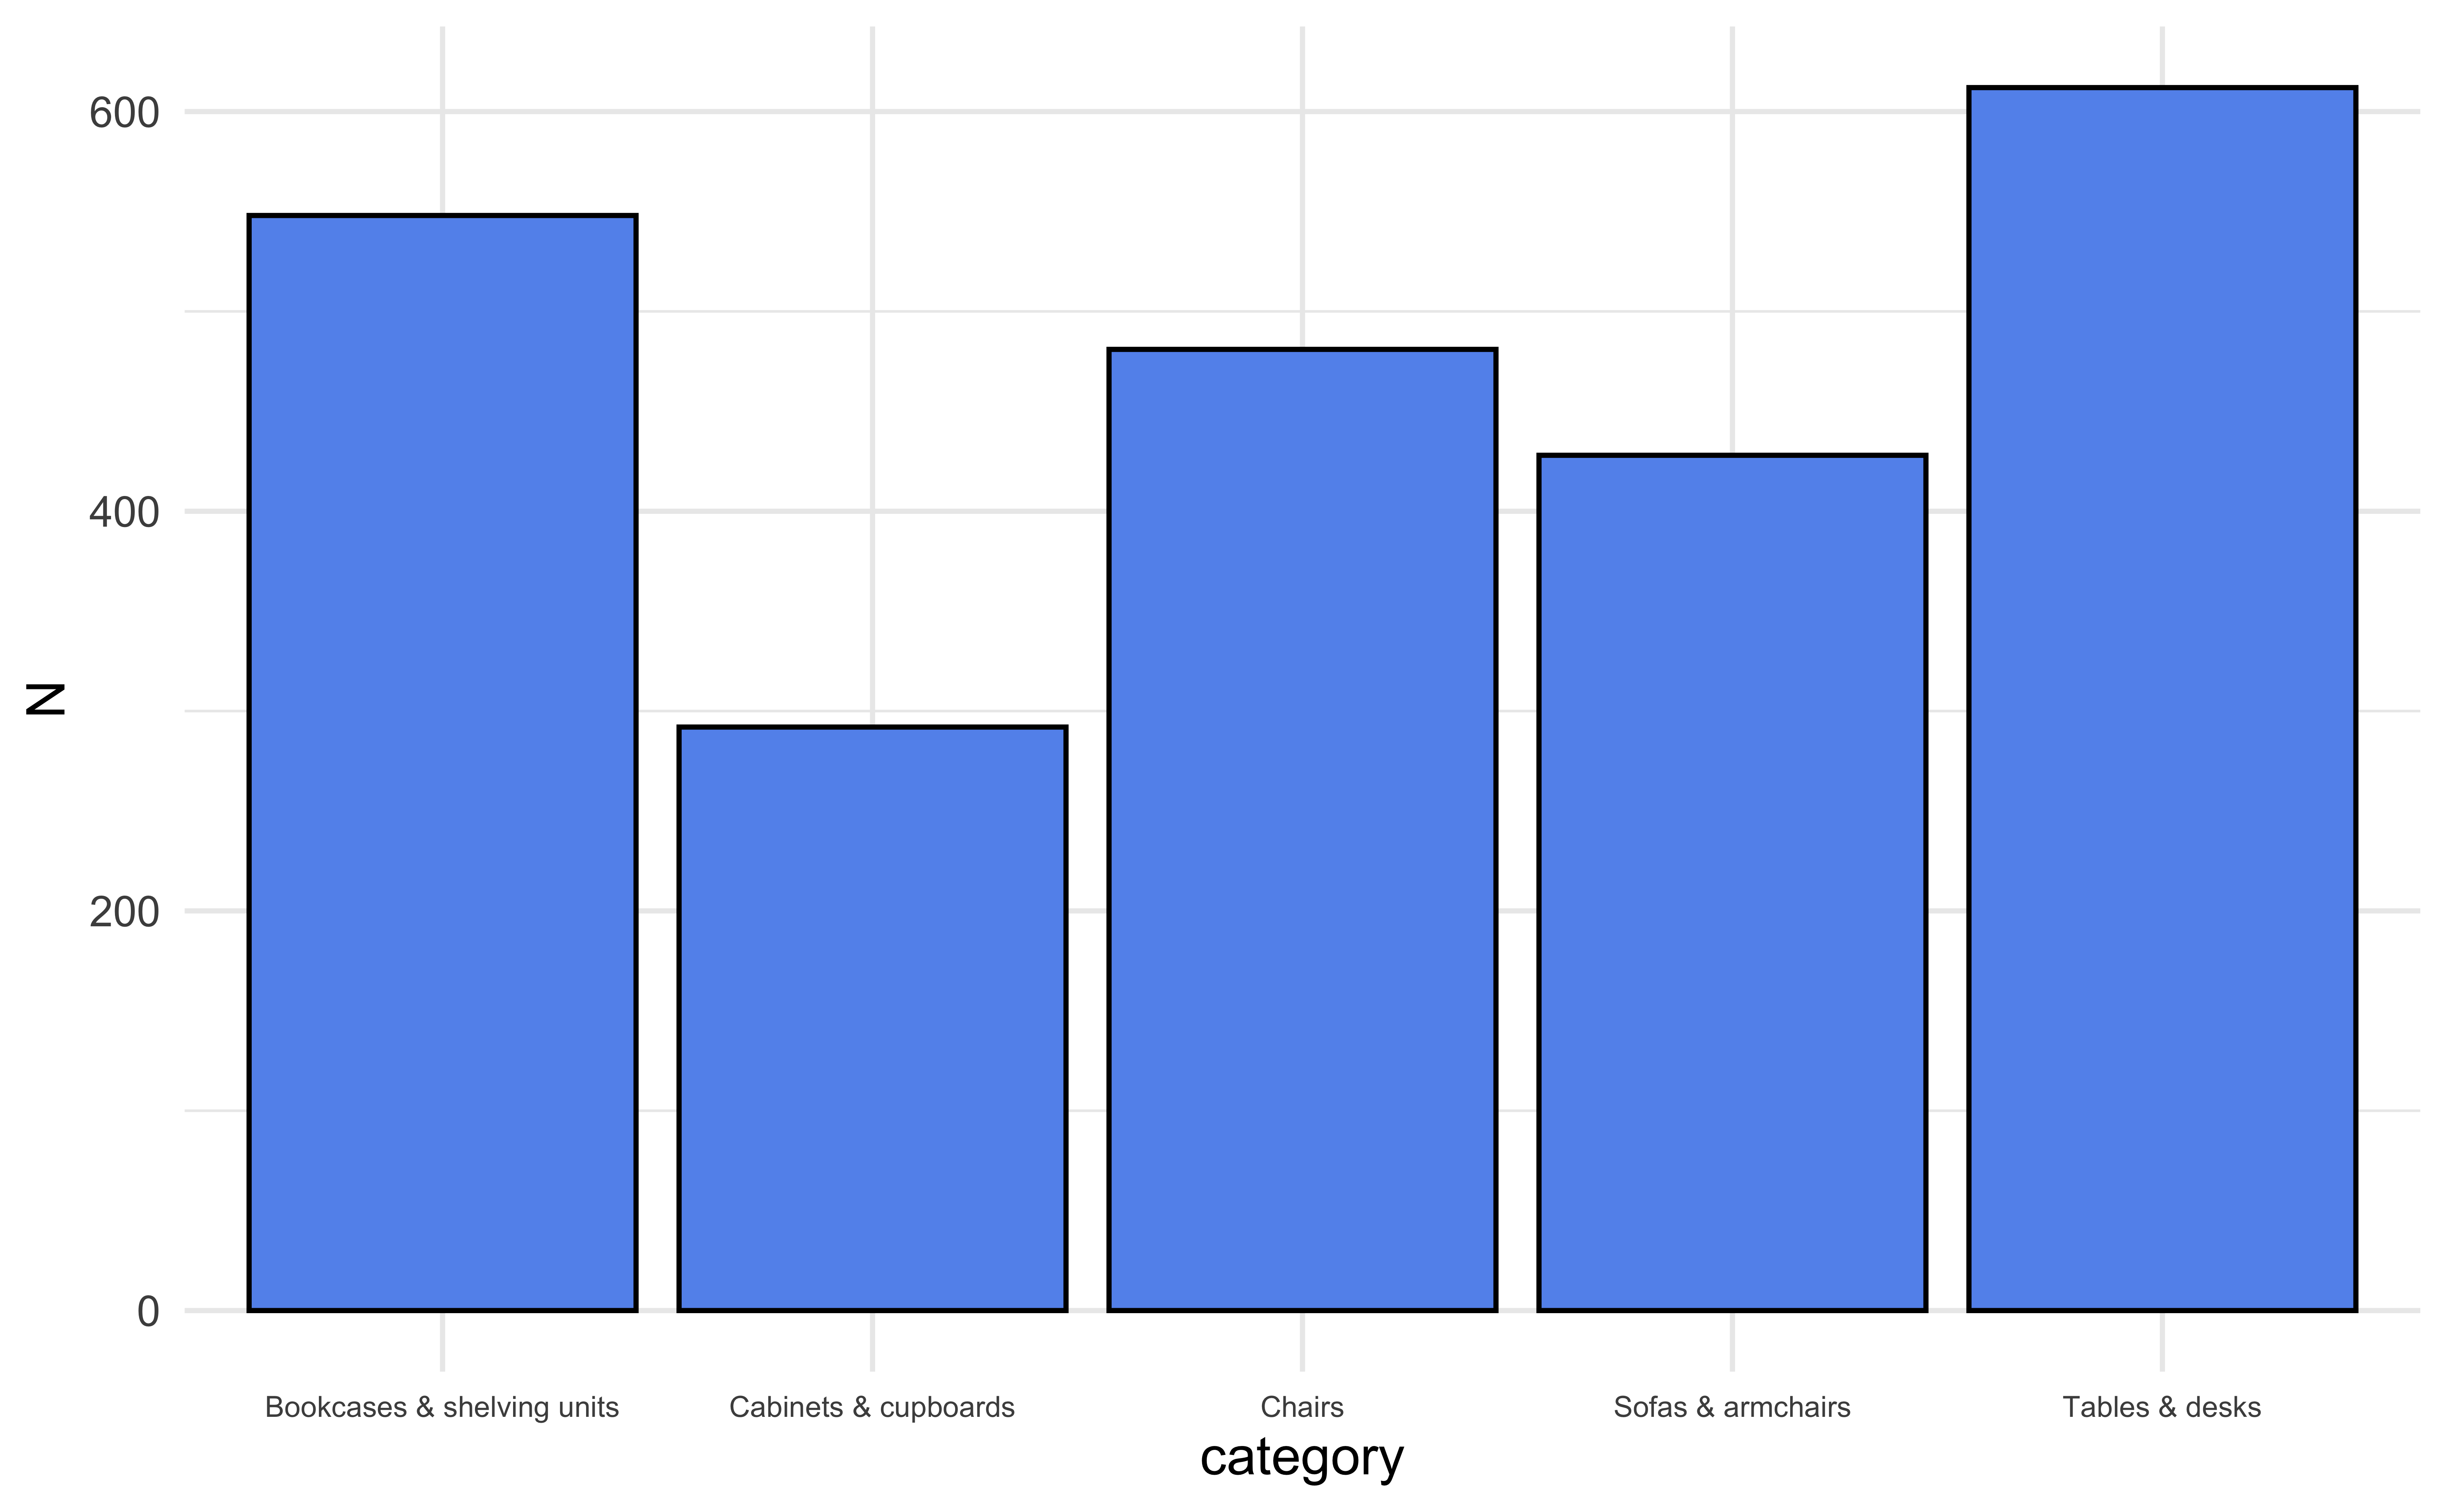 600
400
200
0
N
Bookcases & shelving units
Cabinets & cupboards
Chairs
Sofas & armchairs
Tables & desks
category